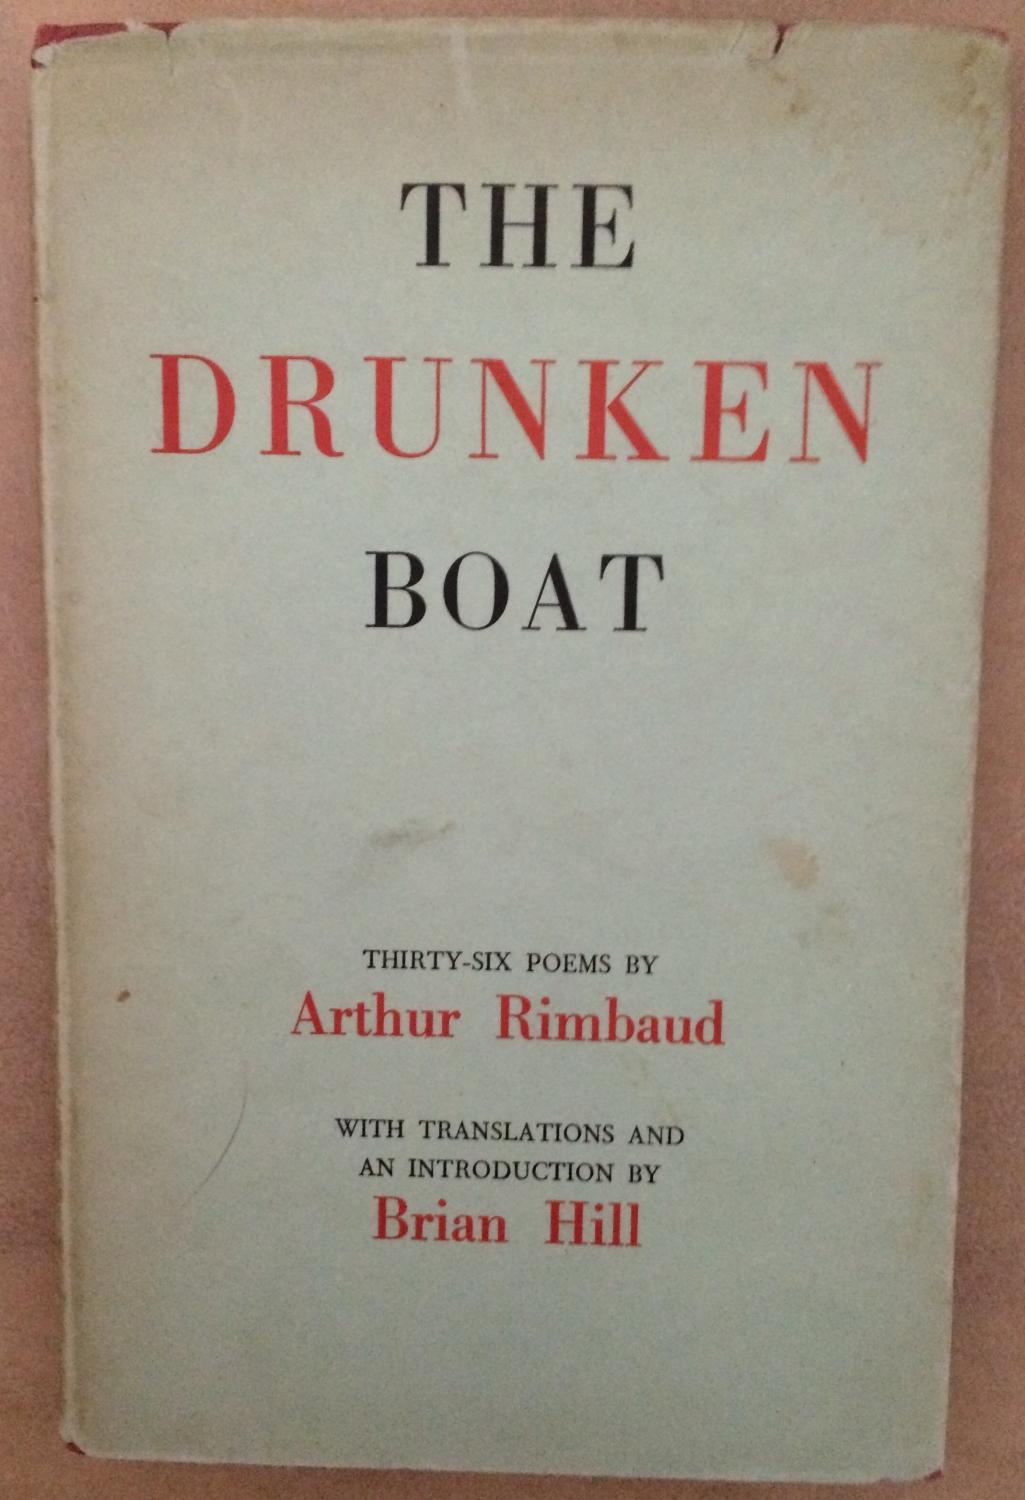 THE
DRUNKEN
BOAT
THIRTY-SIX POEMS BY
Arthur Rimbaud
WITH TRANSLATIONS AND
AN INTRODUCTION BY
Brian Hill